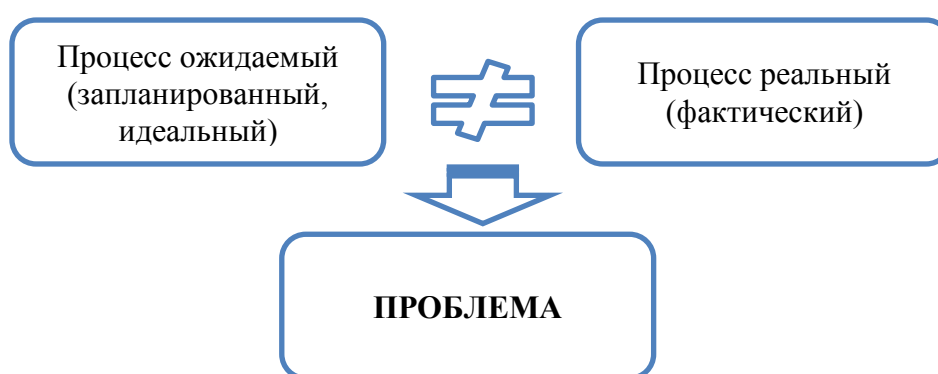 Процесс ожидаемый
(запланированный,
идеальный)
Процесс реальный
(фактический)
ПРОБЛЕМА